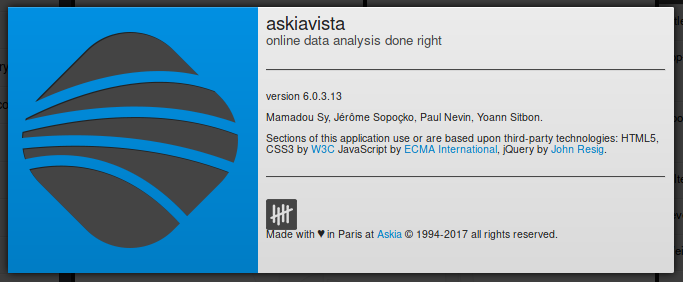 askiavista
online data analysis done right
version 6.0.3.13
Mamadou Sy, Jérôme Sopoçko, Paul Nevin, Yoann Sitbon.
Sections of this application use or are based upon third-party technologies: HTML5,
CSS3 by W3C JavaScript by ECMA International, jQuery by John Resig.
Made with ♥ in Paris at Askia © 1994-2017 all rights reserved.